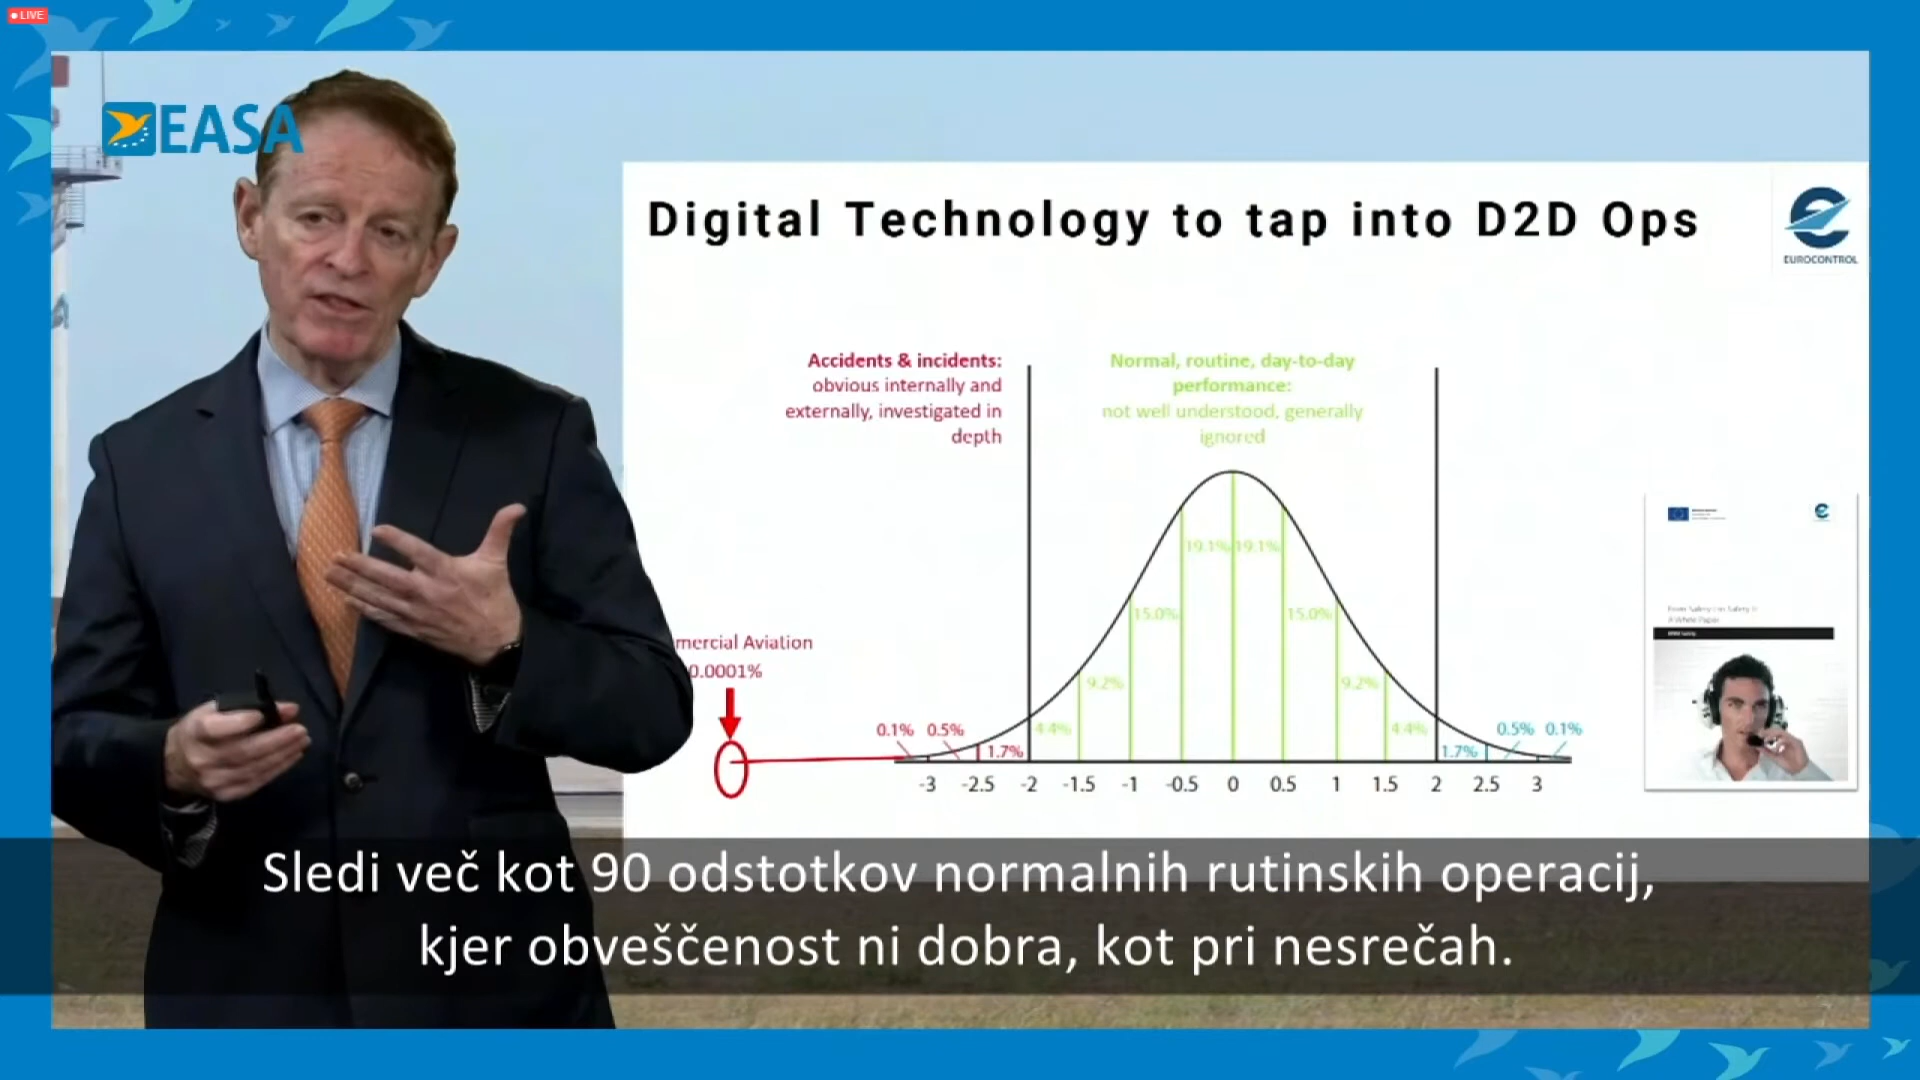 LIVE
EASA
Digital Technology to tap into D2D Ops
EUROCONTROL
Accidents & incidents:
obvious internally and
externally, investigated in
depth
Normal, routine, day-to-day
performance:
not well understood, generally
ignored
mercial Aviation
0.0001%
19.1% 19.1%
15.0% 15.0%
9.2% 9.2%
0.1% 0.5% 1.7% 4.4% 4.4% 1.7% 0.5% 0.1%
-3 -2.5 -2 -1.5 -1 -0.5 0 0.5 1 1.5 2 2.5 3
A White Paper
Sledi več kot 90 odstotkov normalnih rutinskih operacij,
kjer obveščenost ni dobra, kot pri nesrečah.